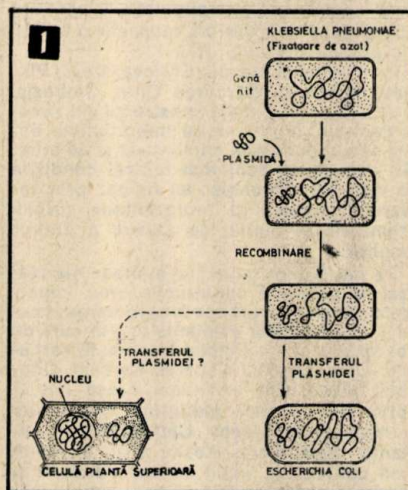 1
KLEBSIELLA PNEUMONIAE
(Fixatoare de azot)
Genă
nit
PLASMIDĂ
RECOMBINARE
TRANSFERUL
PLASMIDEI ?
TRANSFERUL
PLASMIDEI
NUCLEU
CELULĂ PLANTĂ SUPERIOARĂ
ESCHERICHIA COLI